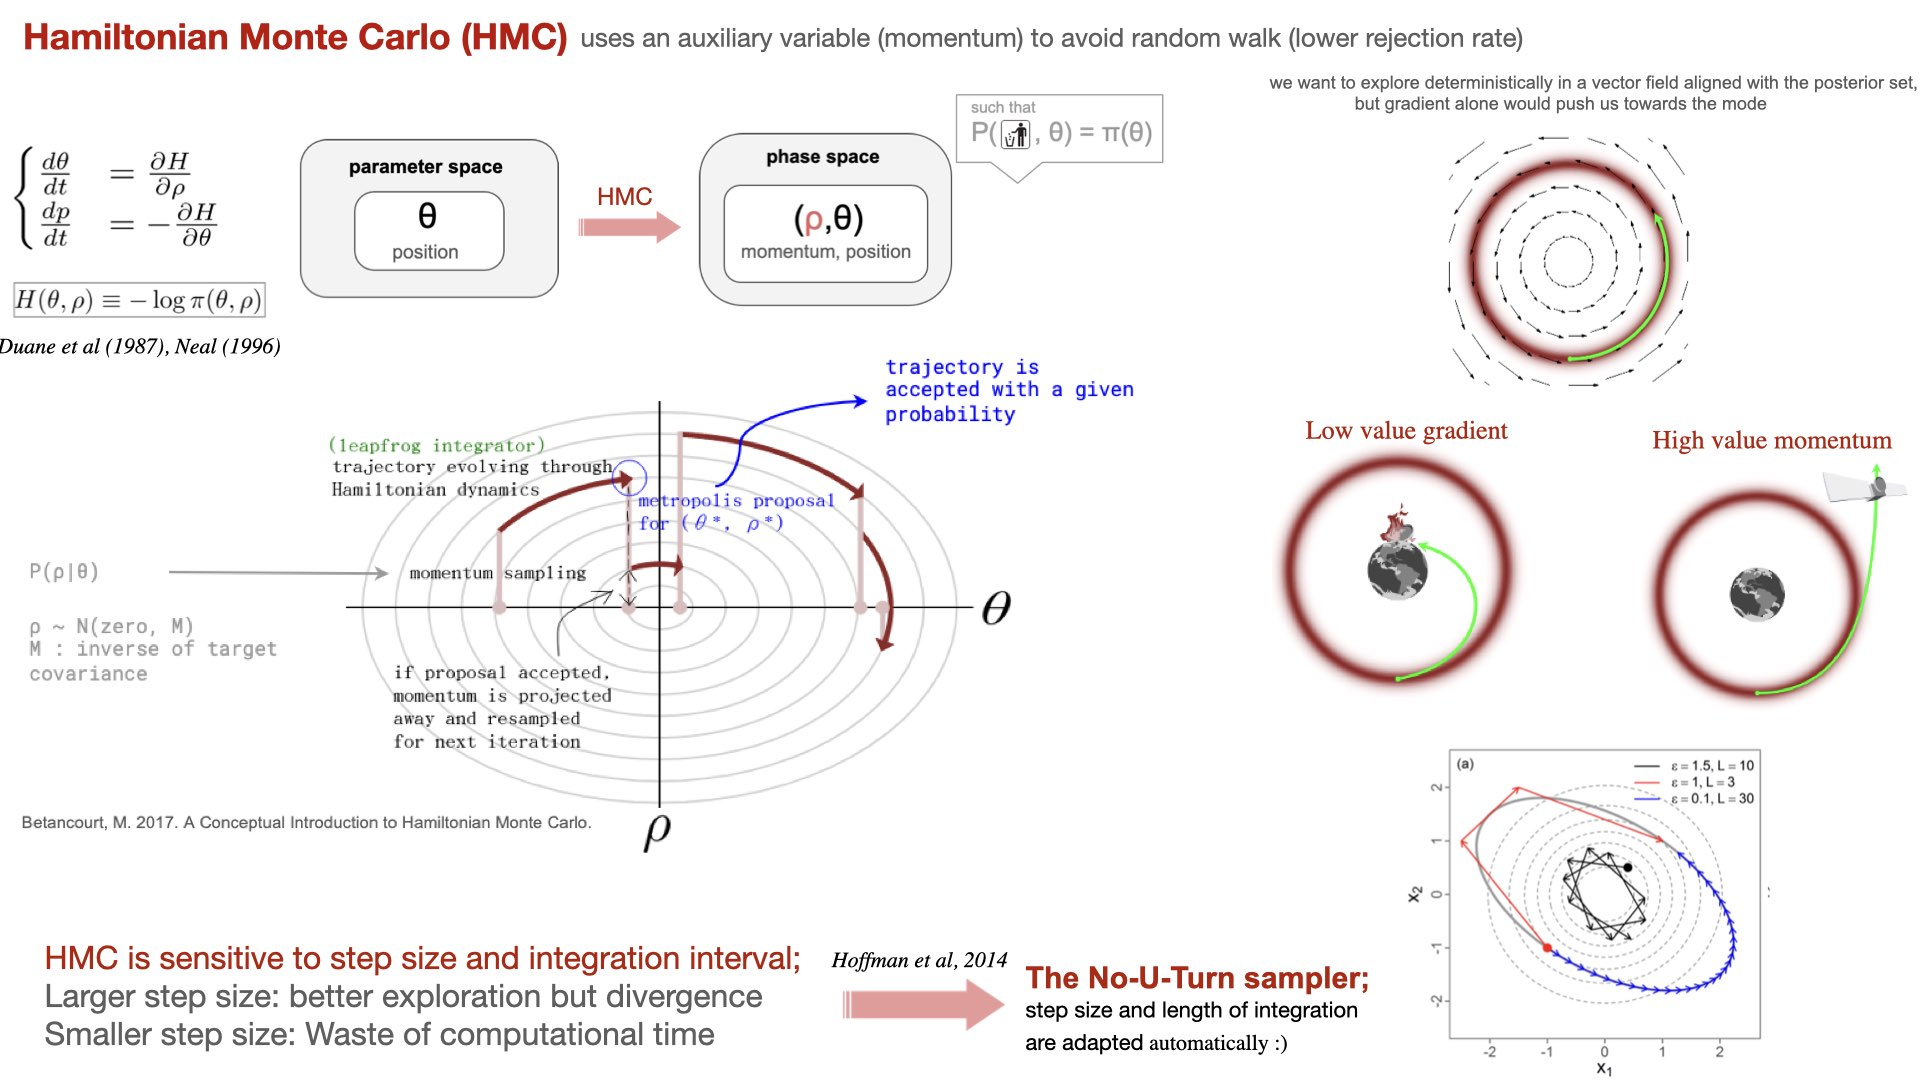 Hamiltonian Monte Carlo (HMC) uses an auxiliary variable (momentum) to avoid random walk (lower rejection rate)
we want to explore deterministically in a vector field aligned with the posterior set,
but gradient alone would push us towards the mode
dθ/dt = ∂H/∂ρ
dp/dt = −∂H/∂θ
H(θ, ρ) ≡ − log π(θ, ρ)
Duane et al (1987), Neal (1996)
parameter space
θ
position
HMC
phase space
(ρ,θ)
momentum, position
such that
P( , θ) = π(θ)
trajectory is
accepted with a given
probability
(leapfrog integrator)
trajectory evolving through
Hamiltonian dynamics
metropolis proposal
for (θ*, ρ*)
P(ρ|θ)
momentum sampling
ρ ~ N(zero, M)
M : inverse of target
covariance
θ
if proposal accepted,
momentum is projected
away and resampled
for next iteration
ρ
Betancourt, M. 2017. A Conceptual Introduction to Hamiltonian Monte Carlo.
Low value gradient
High value momentum
(a)
ε = 1.5, L = 10
ε = 1, L = 3
ε = 0.1, L = 30
2
1
0
-1
-2
x2
-2 -1 0 1 2
x1
HMC is sensitive to step size and integration interval;
Larger step size: better exploration but divergence
Smaller step size: Waste of computational time
Hoffman et al, 2014
The No-U-Turn sampler;
step size and length of integration
are adapted automatically :)